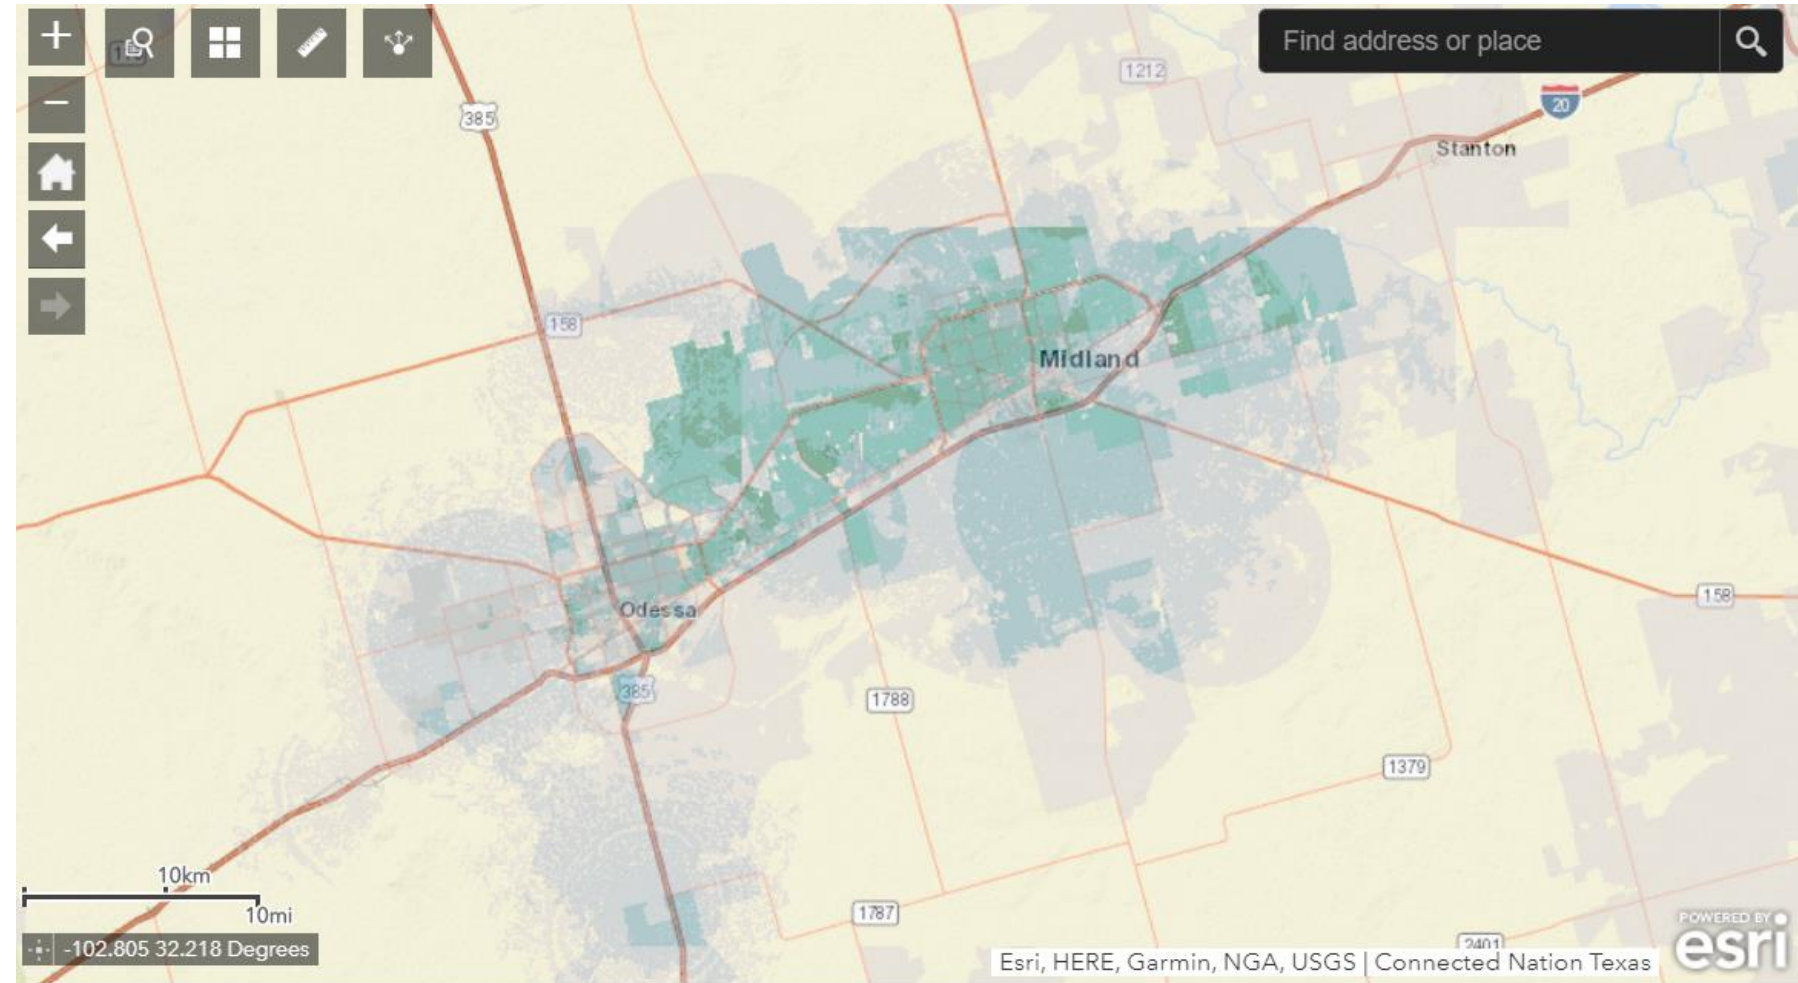 Find address or place
1212
385
20
Stanton
158
Midland
Odessa
158
385
1788
1379
10km
10mi
1787
2401
-102.805 32.218 Degrees
POWERED BY
esri
Esri, HERE, Garmin, NGA, USGS | Connected Nation Texas